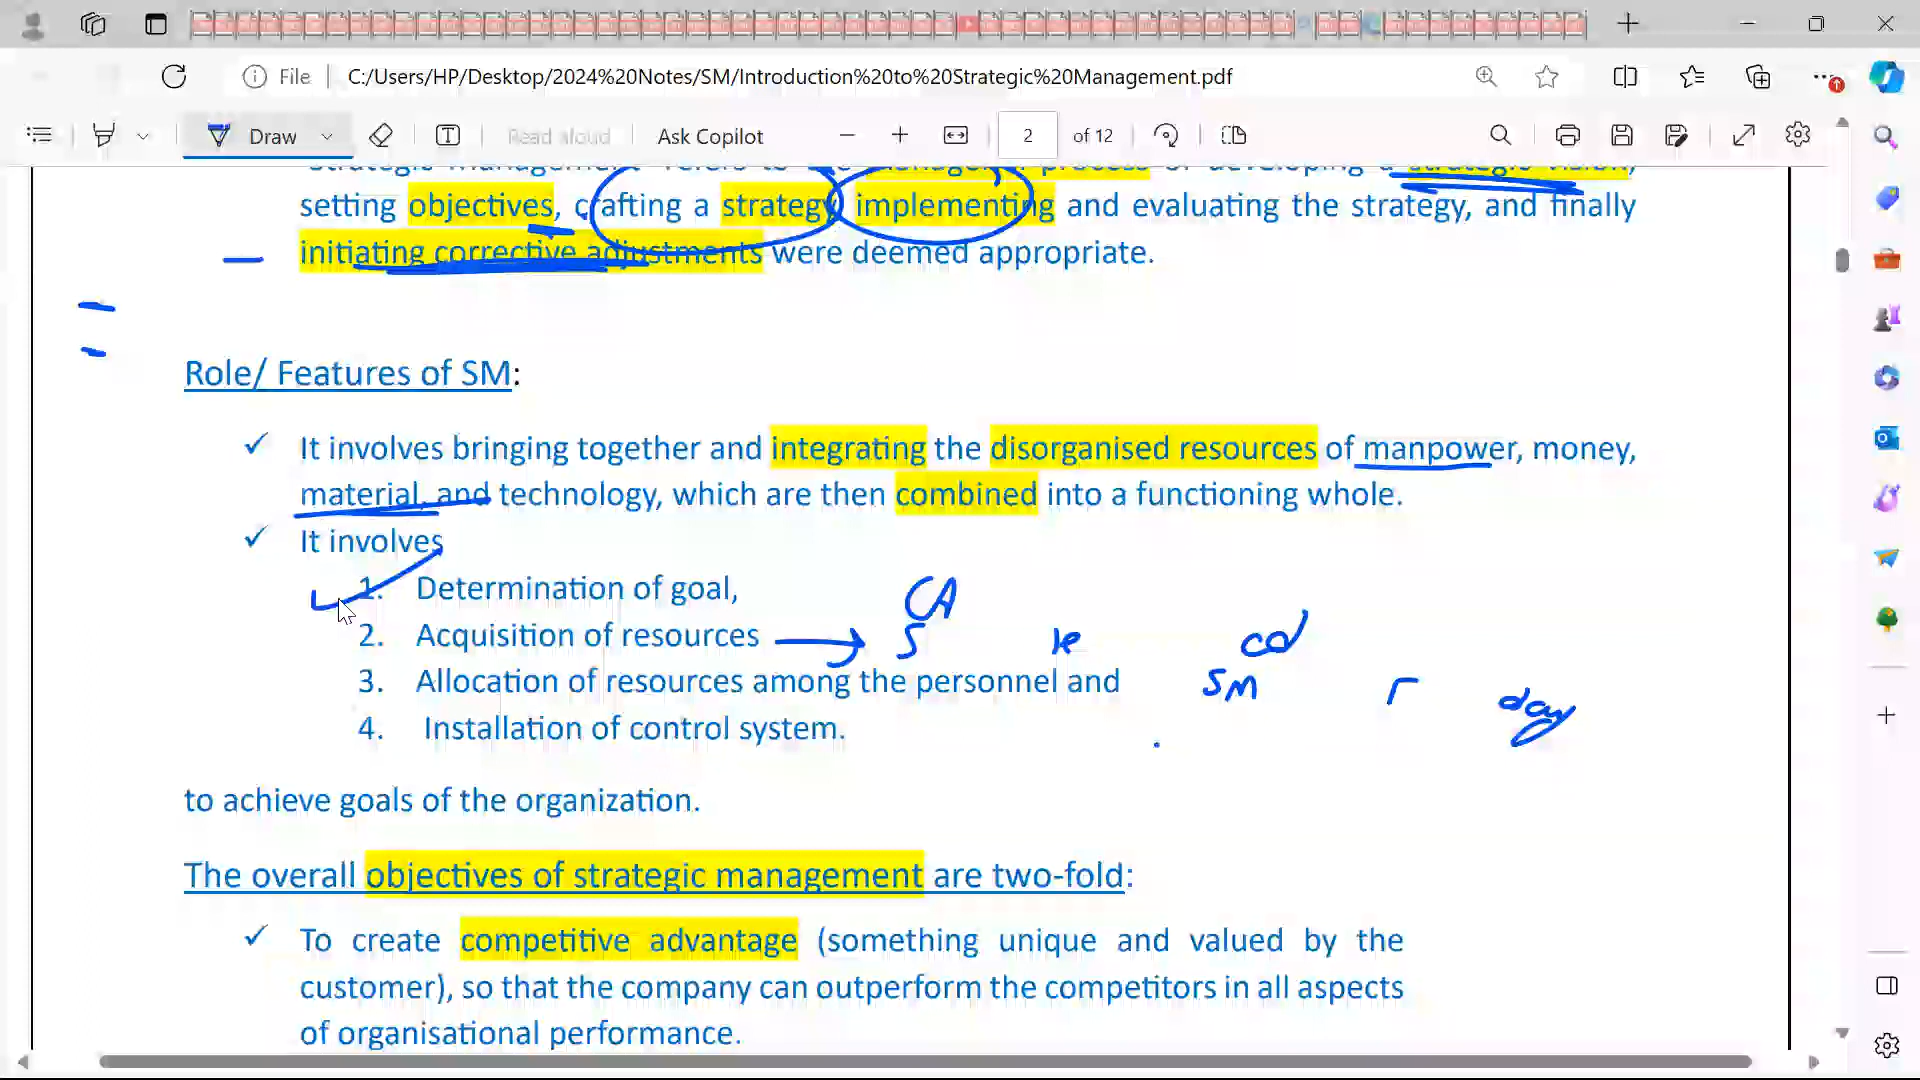 File C:/Users/HP/Desktop/2024%20Notes/SM/Introduction%20to%20Strategic%20Management.pdf
Draw Read aloud Ask Copilot 2 of 12
setting objectives, crafting a strategy implementing and evaluating the strategy, and finally
initiating corrective adjustments were deemed appropriate.
Role/ Features of SM:
✓ It involves bringing together and integrating the disorganised resources of manpower, money,
material, and technology, which are then combined into a functioning whole.
✓ It involves
1. Determination of goal,
CA
2. Acquisition of resources
S
3. Allocation of resources among the personnel and
SM
r
day
4. Installation of control system.
to achieve goals of the organization.
The overall objectives of strategic management are two-fold:
✓ To create competitive advantage (something unique and valued by the
customer), so that the company can outperform the competitors in all aspects
of organisational performance.